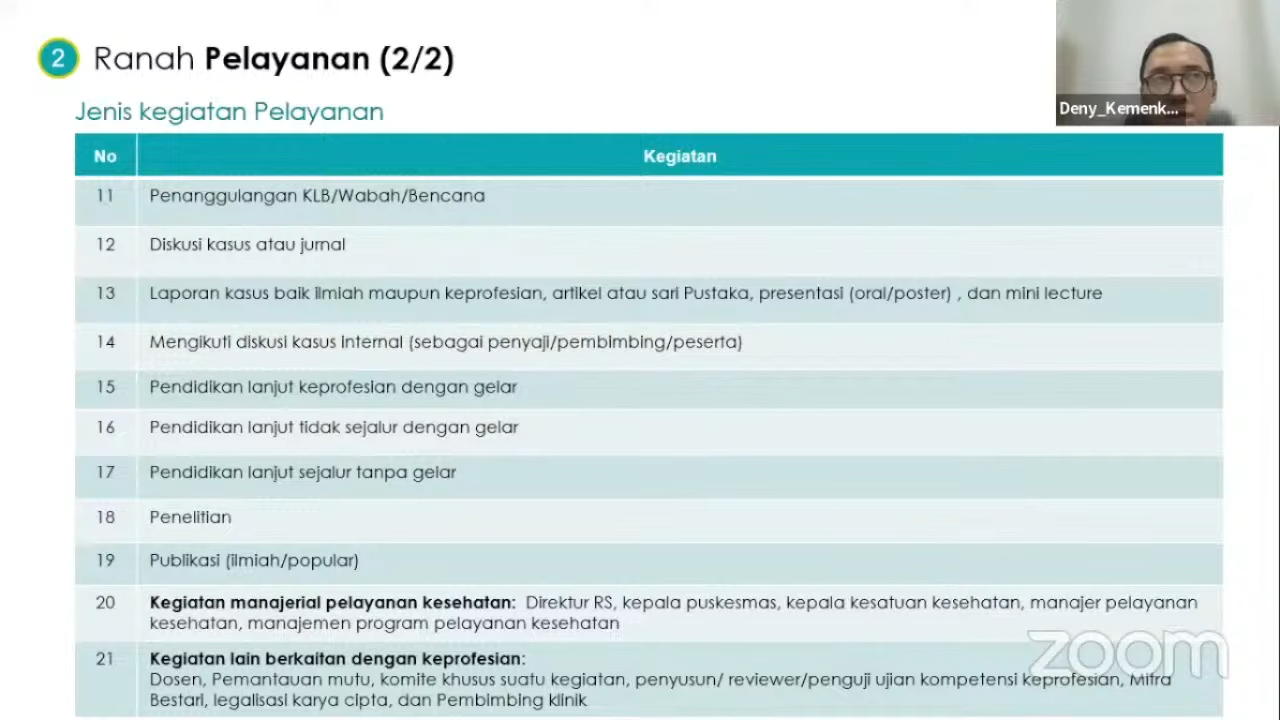 2 Ranah Pelayanan (2/2)
Deny_Kemenk...
Jenis kegiatan Pelayanan
No Kegiatan
11 Penanggulangan KLB/Wabah/Bencana
12 Diskusi kasus atau jurnal
13 Laporan kasus baik ilmiah maupun keprofesian, artikel atau sari Pustaka, presentasi (oral/poster) , dan mini lecture
14 Mengikuti diskusi kasus internal (sebagai penyaji/pembimbing/peserta)
15 Pendidikan lanjut keprofesian dengan gelar
16 Pendidikan lanjut tidak sejalur dengan gelar
17 Pendidikan lanjut sejalur tanpa gelar
18 Penelitian
19 Publikasi (ilmiah/popular)
20 Kegiatan manajerial pelayanan kesehatan: Direktur RS, kepala puskesmas, kepala kesatuan kesehatan, manajer pelayanan
kesehatan, manajemen program pelayanan kesehatan
21 Kegiatan lain berkaitan dengan keprofesian:
Dosen, Pemantauan mutu, komite khusus suatu kegiatan, penyusun/ reviewer/penguji ujian kompetensi keprofesian, Mitra
Bestari, legalisasi karya cipta, dan Pembimbing klinik
zoom